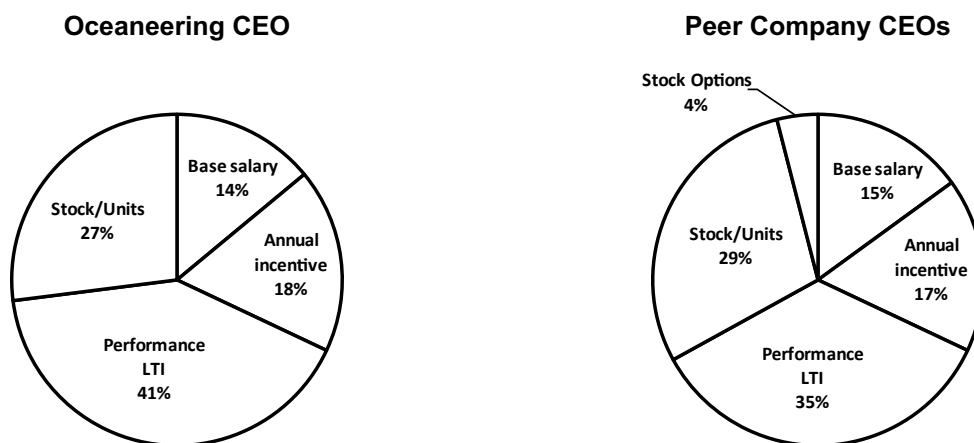 Oceaneering CEO
Base salary
14%
Annual
incentive
18%
Performance
LTI
41%
Stock/Units
27%
Peer Company CEOs
Stock Options
4%
Base salary
15%
Annual
incentive
17%
Performance
LTI
35%
Stock/Units
29%